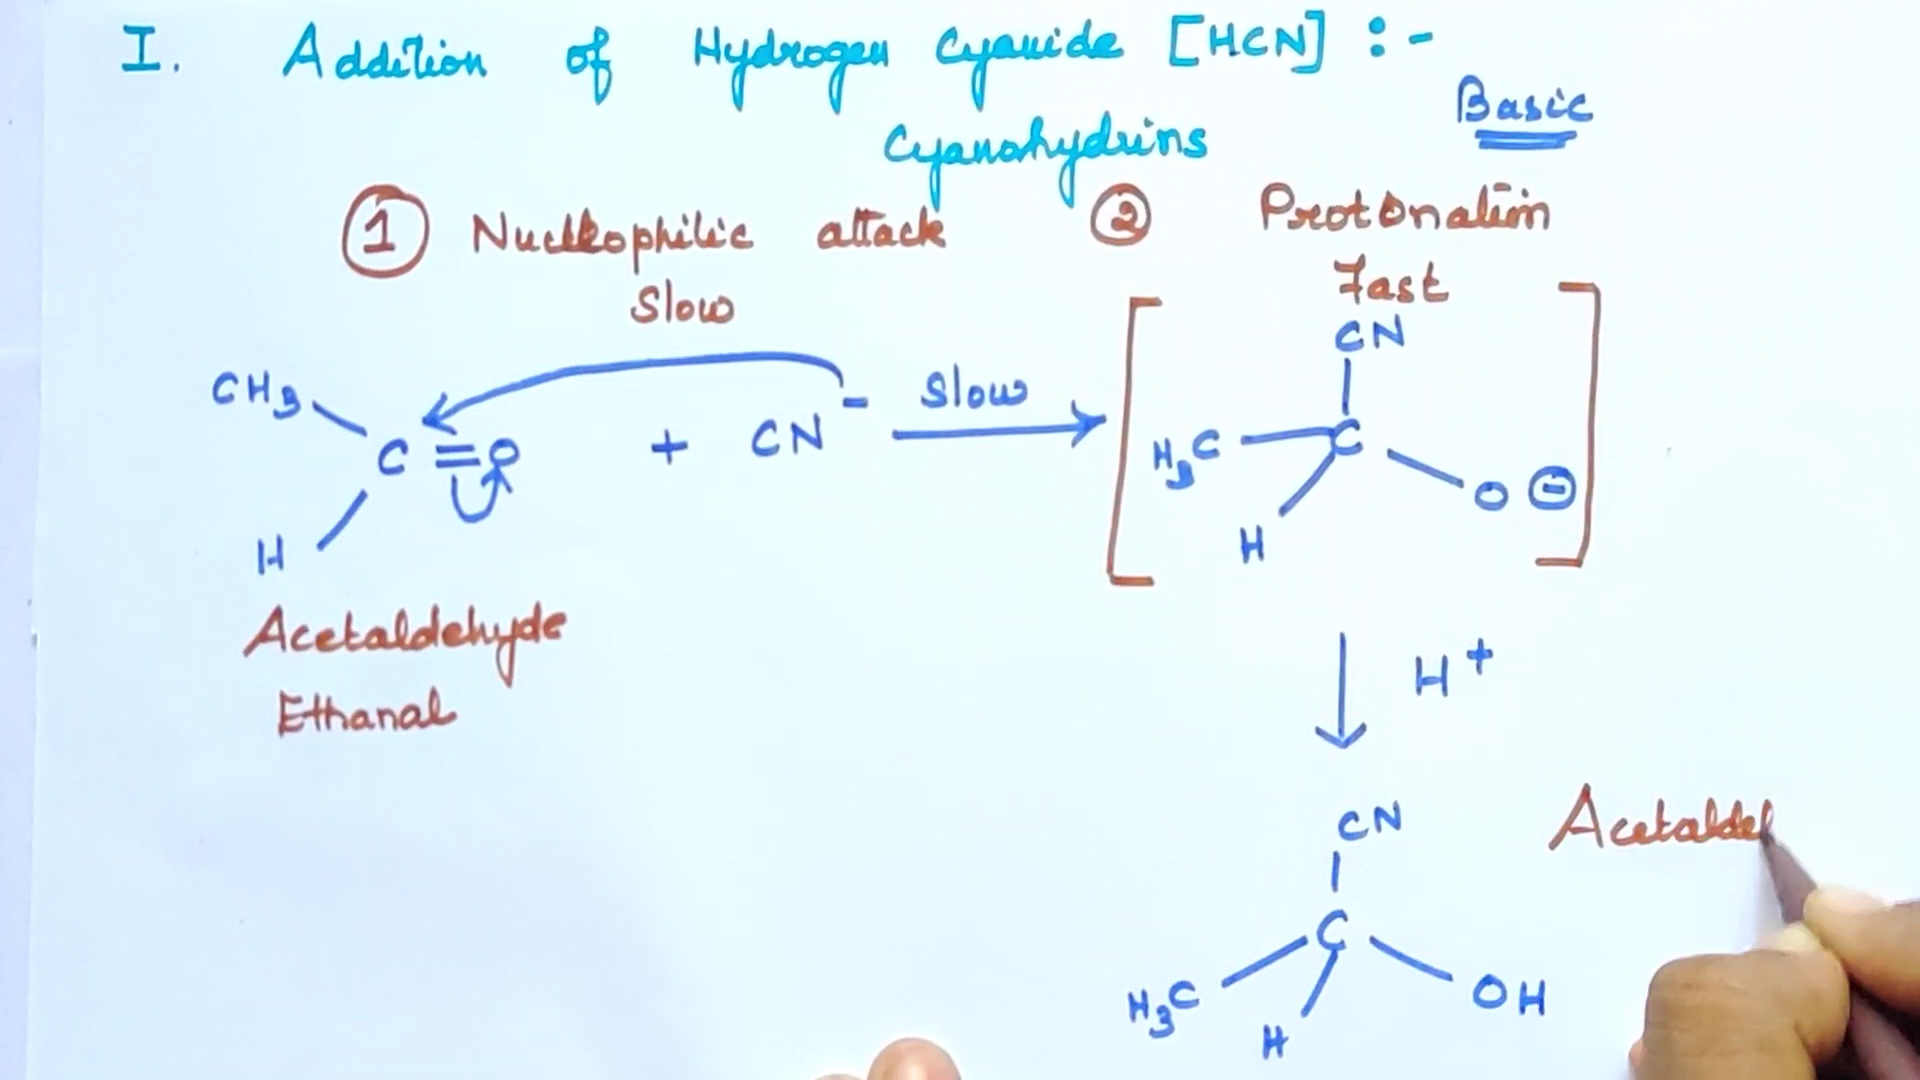 I. Addition of Hydrogen Cyanide [HCN] :-
Basic
Cyanohydrins
1 Nucleophilic attack
Slow
2 Protonation
Fast
CH3
C = O + CN -
H
Slow
CN
H3C C O -
H
Acetaldehyde
Ethanal
H+
CN
Acetaldeh
C
H3C OH
H